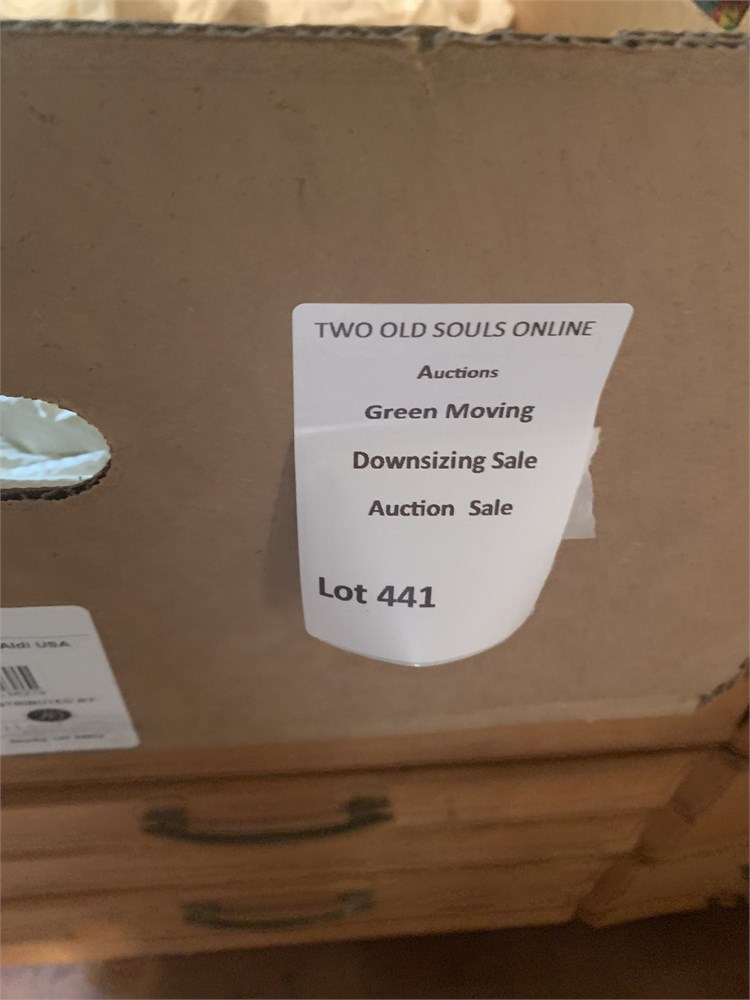 TWO OLD SOULS ONLINE
Auctions
Green Moving
Downsizing Sale
Auction Sale
Lot 441
Aldi USA